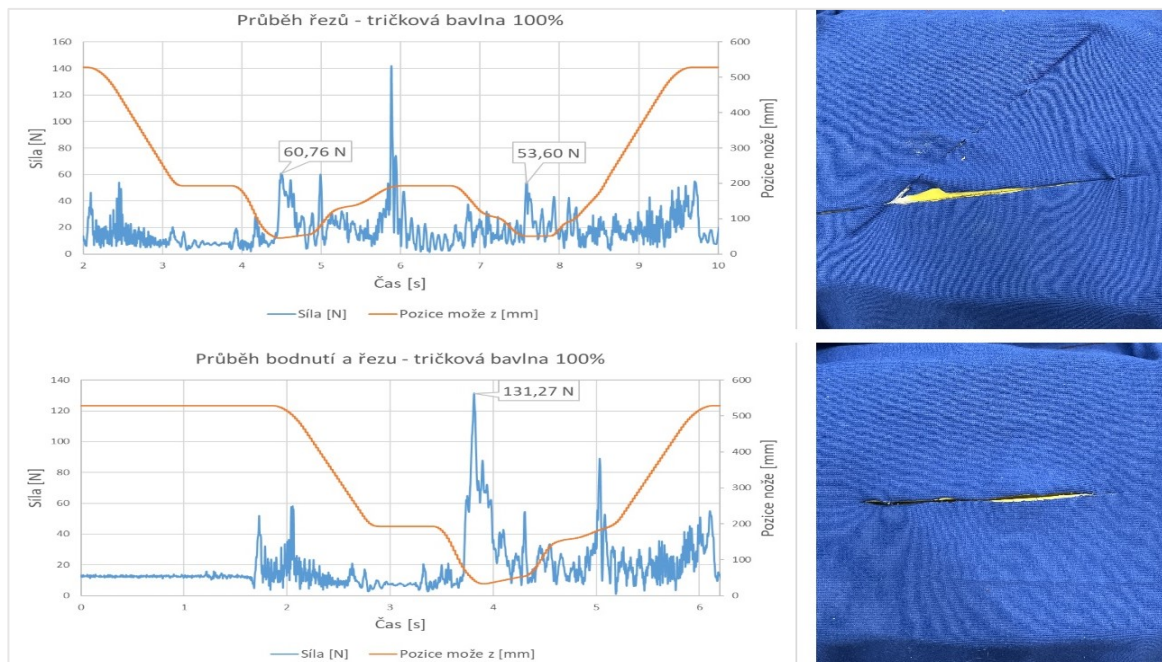 Průběh řezů - tričková bavlna 100%
160
140
120
100
80
60
40
20
0
Síla [N]
60,76 N
53,60 N
600
500
400
300
200
100
0
Pozice nože [mm]
2 3 4 5 6 7 8 9 10
Čas [s]
Síla [N] Pozice může z [mm]
Průběh bodnutí a řezu - tričková bavlna 100%
140
120
100
80
60
40
20
0
Síla [N]
131,27 N
600
500
400
300
200
100
0
Pozice nože [mm]
0 1 2 3 4 5 6
Čas [s]
Síla [N] Pozice može z [mm]